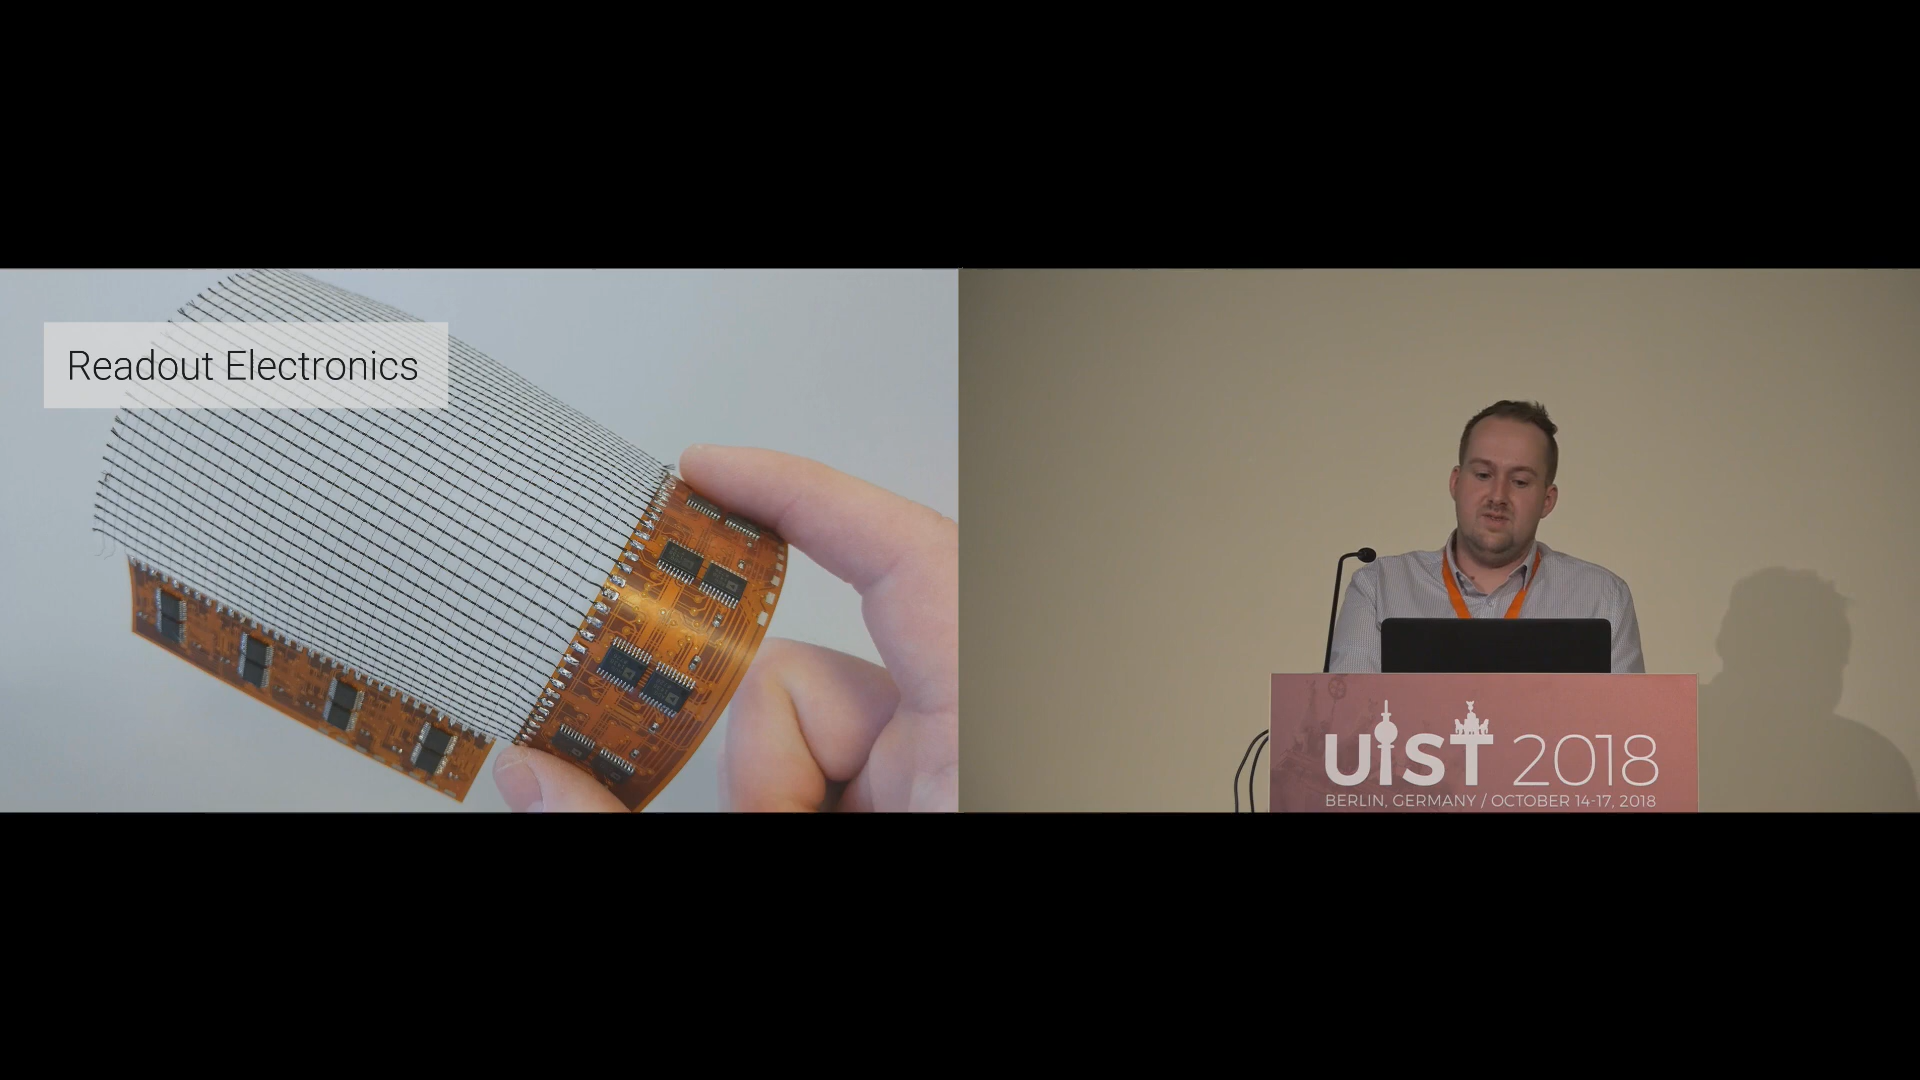 Readout Electronics
UIST 2018
BERLIN, GERMANY / OCTOBER 14-17, 2018